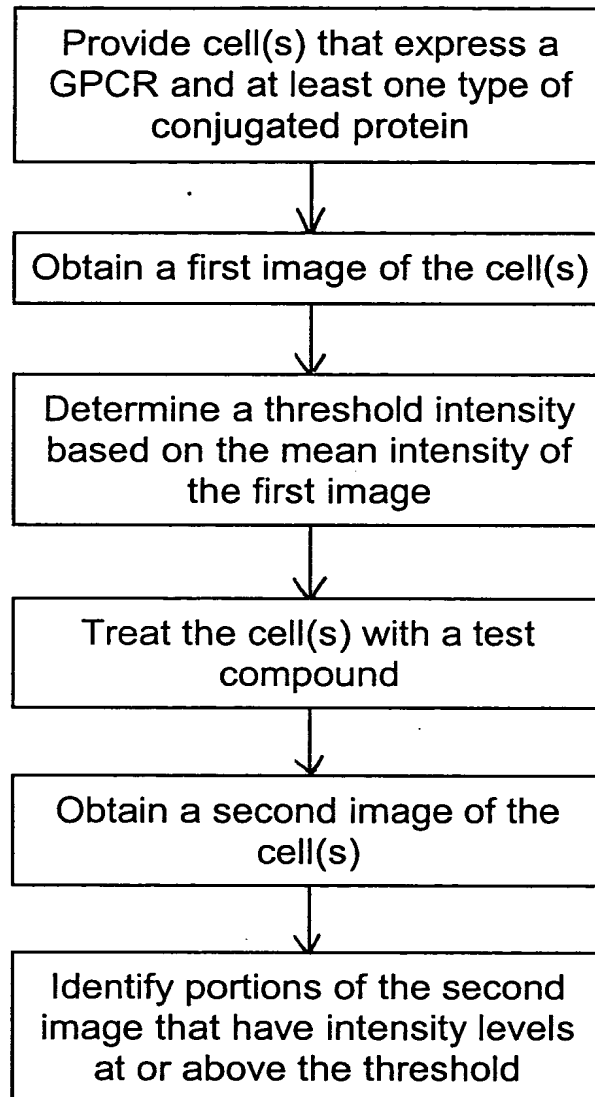 Provide cell(s) that express a
GPCR and at least one type of
conjugated protein
Obtain a first image of the cell(s)
Determine a threshold intensity
based on the mean intensity of
the first image
Treat the cell(s) with a test
compound
Obtain a second image of the
cell(s)
Identify portions of the second
image that have intensity levels
at or above the threshold